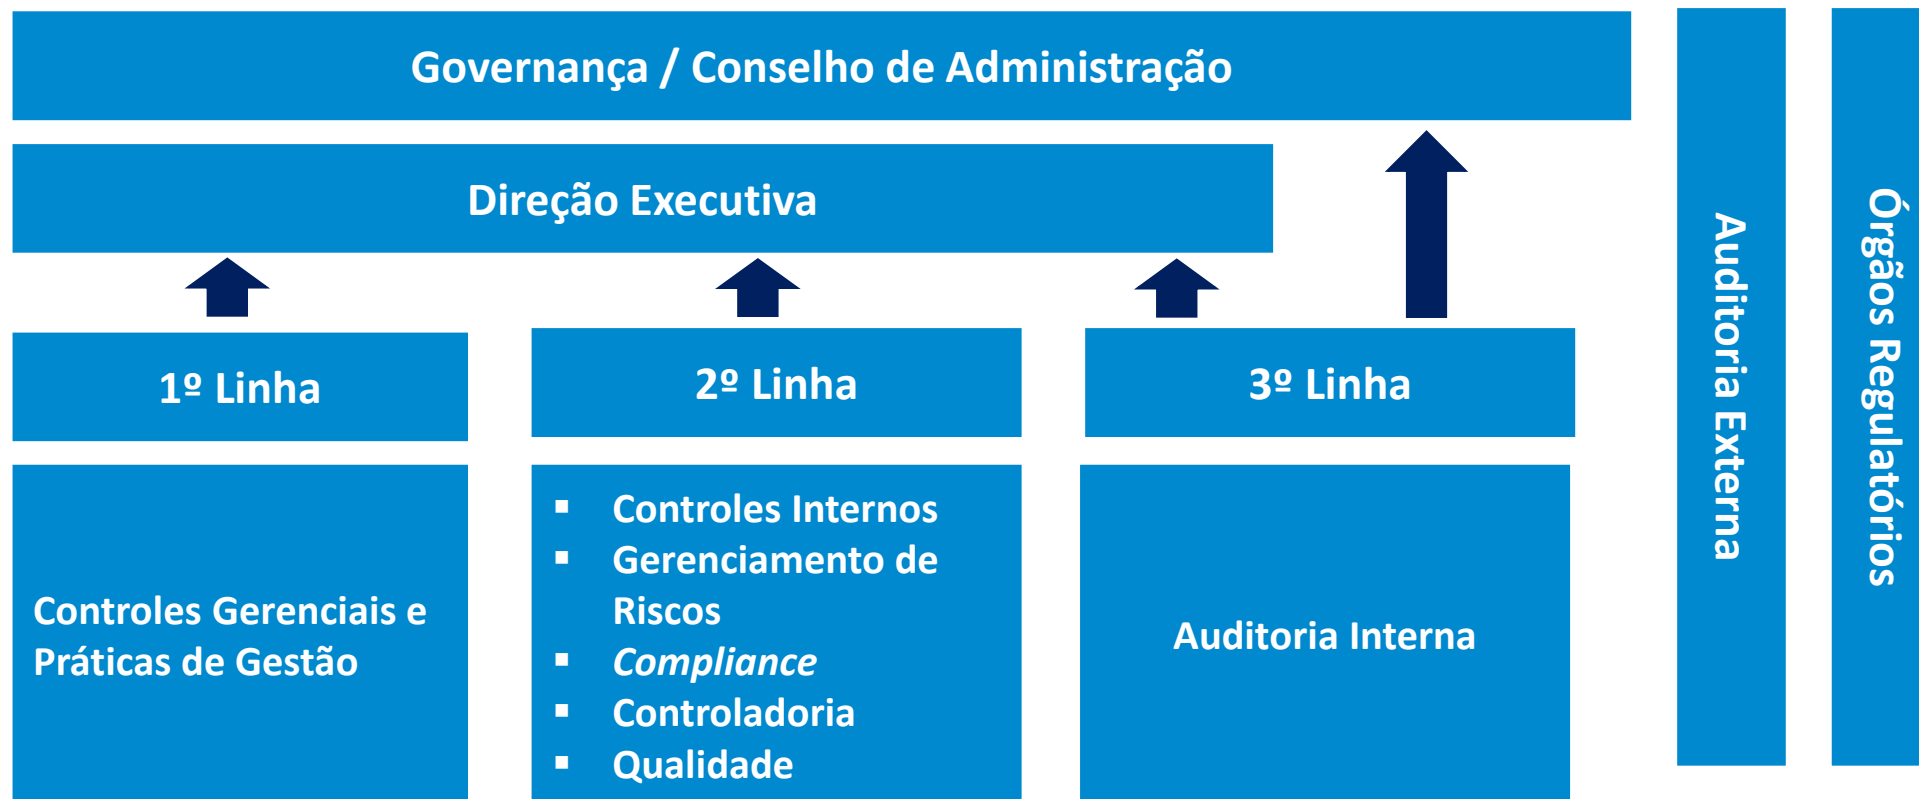 Governança / Conselho de Administração
Direção Executiva
1º Linha
2º Linha
3º Linha
Controles Gerenciais e
Práticas de Gestão
▪ Controles Internos
▪ Gerenciamento de
Riscos
▪ Compliance
▪ Controladoria
▪ Qualidade
Auditoria Interna
Auditoria Externa
Órgãos Regulatórios